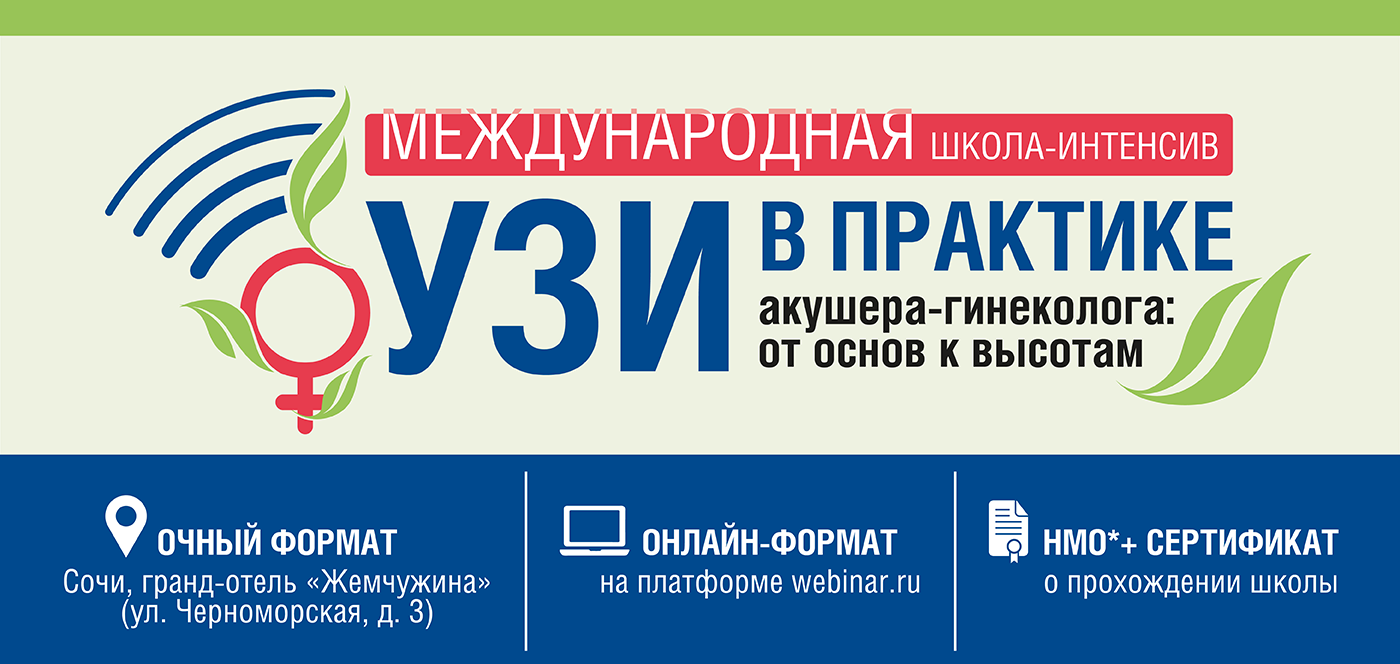 МЕЖДУНАРОДНАЯ ШКОЛА-ИНТЕНСИВ
УЗИ В ПРАКТИКЕ
акушера-гинеколога:
от основ к высотам
ОЧНЫЙ ФОРМАТ
Сочи, гранд-отель «Жемчужина»
(ул. Черноморская, д. 3)
ОНЛАЙН-ФОРМАТ
на платформе webinar.ru
НМО*+ СЕРТИФИКАТ
о прохождении школы